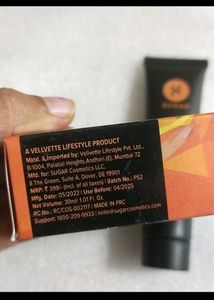 A VELLVETTE LIFESTYLE PRODUCT
Mktd. & Imported by: Vellvette Lifestyle Pvt. Ltd.,
B-1004, Palatial Heights,Andheri (E), Mumbai 72
Mfd. for: SUGAR Cosmetics LLC,
8 The Green, Suite A, Dover, DE 19901
MRP: ₹ 399/- (Incl. of all taxes) / Batch No.: P52
Mfg. Date: 05/2022 / Use Before: 04/2025
Volume: 30ml/ 1.01 Fl. Oz.
RC.No.: RC/COS-002117 | MADE IN PRC
Support: 1800-209-9933 | hello@sugarcosmetics.com